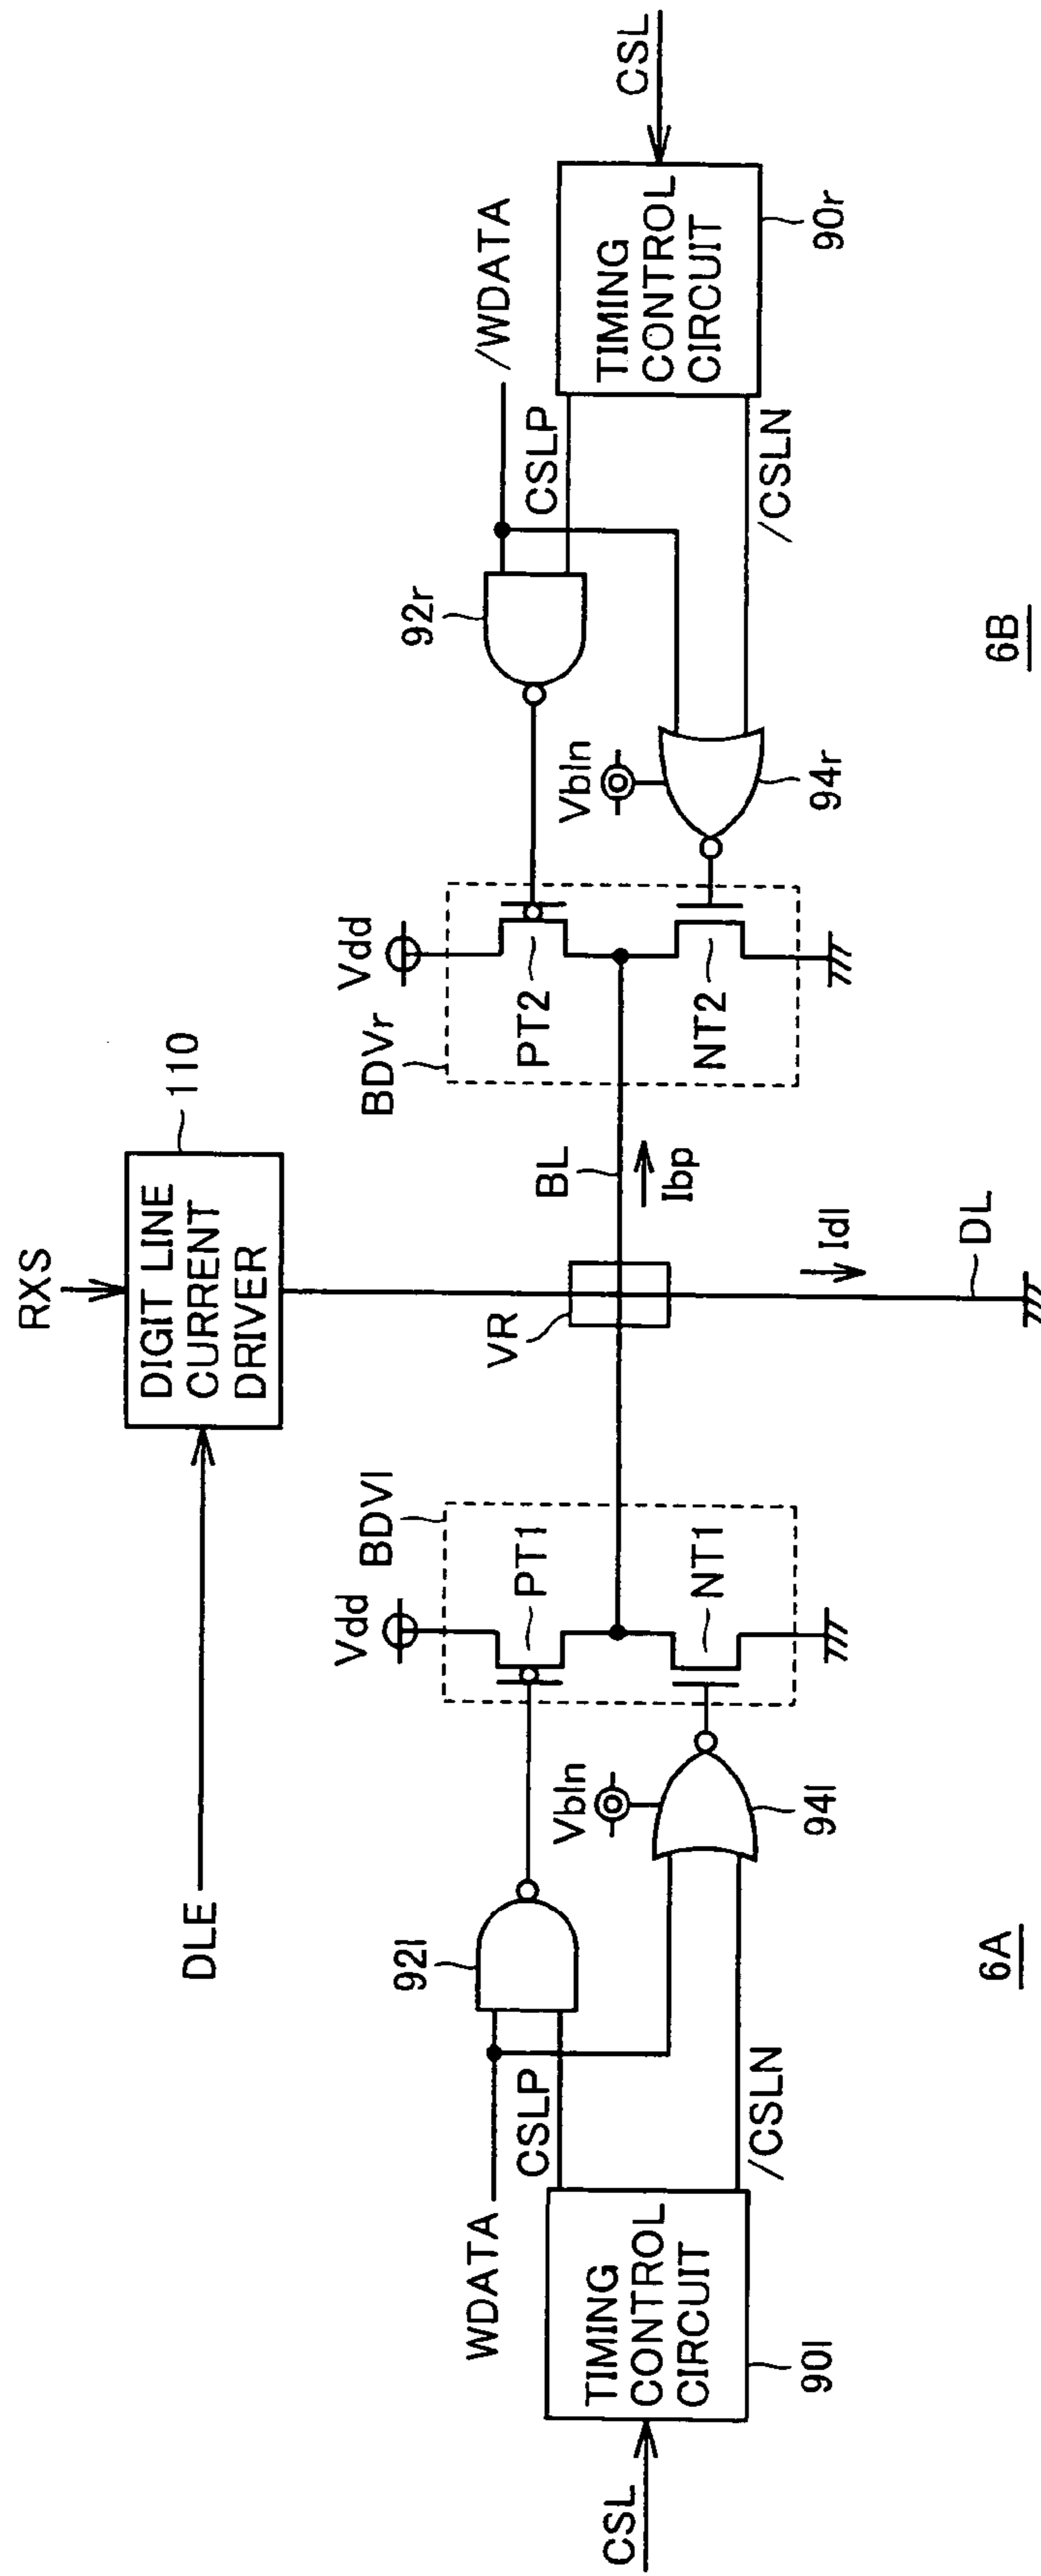 RXS
DLE
DIGIT LINE
CURRENT
DRIVER
110
BDVl
Vdd
PT1
NT1
BDVr
Vdd
PT2
NT2
VR
BL
Ibp
Idl
DL
WDATA
CSLP
92l
Vbln
94l
/CSLN
CSL
TIMING
CONTROL
CIRCUIT
90l
/WDATA
CSLP
92r
Vbln
94r
/CSLN
CSL
TIMING
CONTROL
CIRCUIT
90r
6A
6B